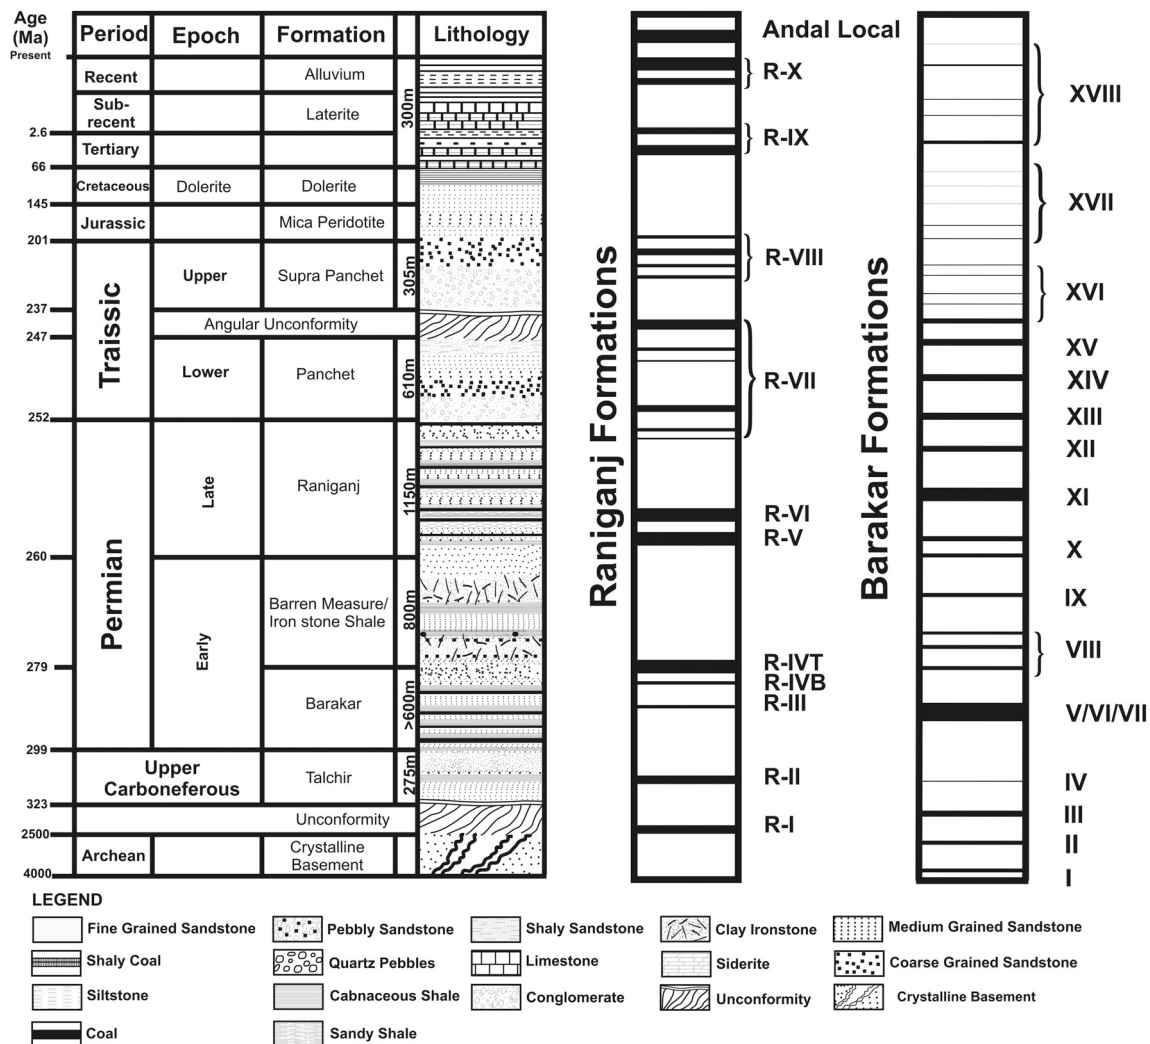 Age
(Ma)
Present
Period
Epoch
Formation
Lithology
Recent
Alluvium
Sub-
recent
Laterite
300m
2.6
Tertiary
66
Cretaceous
Dolerite
Dolerite
145
Jurassic
Mica Peridotite
201
Traissic
Upper
Supra Panchet
305m
237
Angular Unconformity
247
Lower
Panchet
610m
252
Permian
Late
Raniganj
1150m
260
Early
Barren Measure/
Iron stone Shale
800m
279
Barakar
>600m
299
Upper
Carboneferous
Talchir
275m
323
Unconformity
2500
Archean
Crystalline
Basement
4000
Raniganj Formations
Andal Local
R-X
R-IX
R-VIII
R-VII
R-VI
R-V
R-IVT
R-IVB
R-III
R-II
R-I
Barakar Formations
XVIII
XVII
XVI
XV
XIV
XIII
XII
XI
X
IX
VIII
V/VI/VII
IV
III
II
I
LEGEND
Fine Grained Sandstone
Pebbly Sandstone
Shaly Sandstone
Clay Ironstone
Medium Grained Sandstone
Shaly Coal
Quartz Pebbles
Limestone
Siderite
Coarse Grained Sandstone
Siltstone
Cabnaceous Shale
Conglomerate
Unconformity
Crystalline Basement
Coal
Sandy Shale